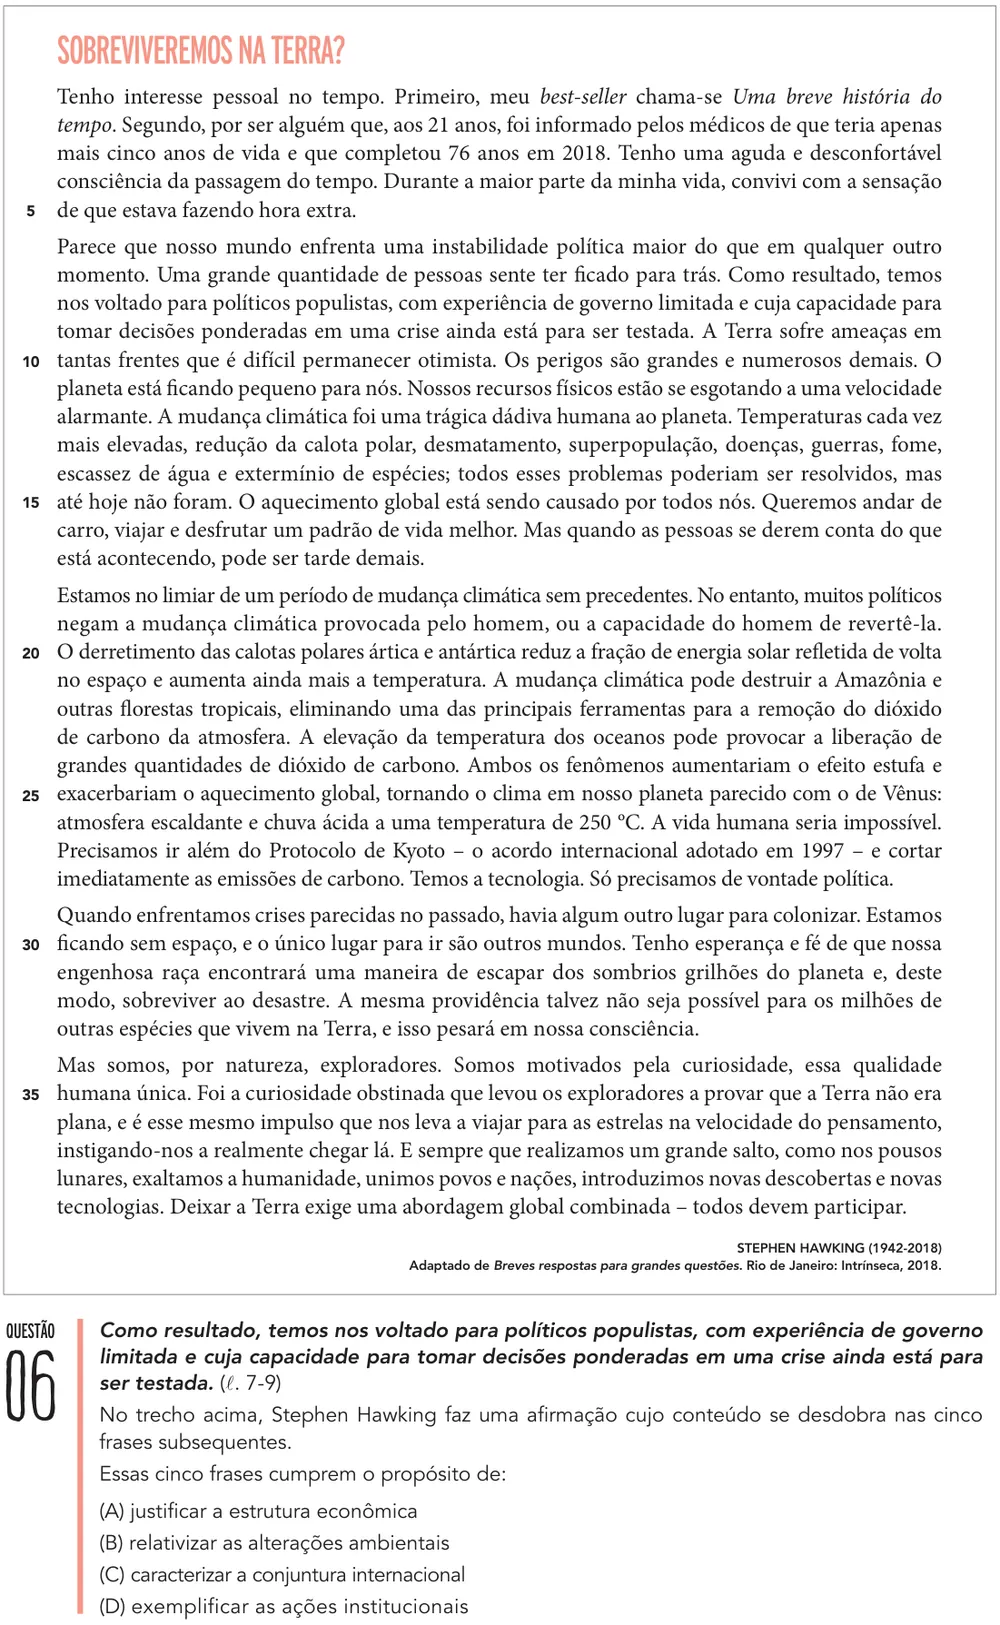 SOBREVIVEREMOS NA TERRA?
Tenho interesse pessoal no tempo. Primeiro, meu best-seller chama-se Uma breve história do
tempo. Segundo, por ser alguém que, aos 21 anos, foi informado pelos médicos de que teria apenas
mais cinco anos de vida e que completou 76 anos em 2018. Tenho uma aguda e desconfortável
consciência da passagem do tempo. Durante a maior parte da minha vida, convivi com a sensação
5 de que estava fazendo hora extra.
Parece que nosso mundo enfrenta uma instabilidade política maior do que em qualquer outro
momento. Uma grande quantidade de pessoas sente ter ficado para trás. Como resultado, temos
nos voltado para políticos populistas, com experiência de governo limitada e cuja capacidade para
tomar decisões ponderadas em uma crise ainda está para ser testada. A Terra sofre ameaças em
10 tantas frentes que é difícil permanecer otimista. Os perigos são grandes e numerosos demais. O
planeta está ficando pequeno para nós. Nossos recursos físicos estão se esgotando a uma velocidade
alarmante. A mudança climática foi uma trágica dádiva humana ao planeta. Temperaturas cada vez
mais elevadas, redução da calota polar, desmatamento, superpopulação, doenças, guerras, fome,
escassez de água e extermínio de espécies; todos esses problemas poderiam ser resolvidos, mas
15 até hoje não foram. O aquecimento global está sendo causado por todos nós. Queremos andar de
carro, viajar e desfrutar um padrão de vida melhor. Mas quando as pessoas se derem conta do que
está acontecendo, pode ser tarde demais.
Estamos no limiar de um período de mudança climática sem precedentes. No entanto, muitos políticos
negam a mudança climática provocada pelo homem, ou a capacidade do homem de revertê-la.
20 O derretimento das calotas polares ártica e antártica reduz a fração de energia solar refletida de volta
no espaço e aumenta ainda mais a temperatura. A mudança climática pode destruir a Amazônia e
outras florestas tropicais, eliminando uma das principais ferramentas para a remoção do dióxido
de carbono da atmosfera. A elevação da temperatura dos oceanos pode provocar a liberação de
grandes quantidades de dióxido de carbono. Ambos os fenômenos aumentariam o efeito estufa e
25 exacerbariam o aquecimento global, tornando o clima em nosso planeta parecido com o de Vênus:
atmosfera escaldante e chuva ácida a uma temperatura de 250 ºC. A vida humana seria impossível.
Precisamos ir além do Protocolo de Kyoto – o acordo internacional adotado em 1997 – e cortar
imediatamente as emissões de carbono. Temos a tecnologia. Só precisamos de vontade política.
Quando enfrentamos crises parecidas no passado, havia algum outro lugar para colonizar. Estamos
30 ficando sem espaço, e o único lugar para ir são outros mundos. Tenho esperança e fé de que nossa
engenhosa raça encontrará uma maneira de escapar dos sombrios grilhões do planeta e, deste
modo, sobreviver ao desastre. A mesma providência talvez não seja possível para os milhões de
outras espécies que vivem na Terra, e isso pesará em nossa consciência.
Mas somos, por natureza, exploradores. Somos motivados pela curiosidade, essa qualidade
35 humana única. Foi a curiosidade obstinada que levou os exploradores a provar que a Terra não era
plana, e é esse mesmo impulso que nos leva a viajar para as estrelas na velocidade do pensamento,
instigando-nos a realmente chegar lá. E sempre que realizamos um grande salto, como nos pousos
lunares, exaltamos a humanidade, unimos povos e nações, introduzimos novas descobertas e novas
tecnologias. Deixar a Terra exige uma abordagem global combinada – todos devem participar.
STEPHEN HAWKING (1942-2018)
Adaptado de Breves respostas para grandes questões. Rio de Janeiro: Intrínseca, 2018.
QUESTÃO
06
Como resultado, temos nos voltado para políticos populistas, com experiência de governo
limitada e cuja capacidade para tomar decisões ponderadas em uma crise ainda está para
ser testada. (ℓ. 7-9)
No trecho acima, Stephen Hawking faz uma afirmação cujo conteúdo se desdobra nas cinco
frases subsequentes.
Essas cinco frases cumprem o propósito de:
(A) justificar a estrutura econômica
(B) relativizar as alterações ambientais
(C) caracterizar a conjuntura internacional
(D) exemplificar as ações institucionais